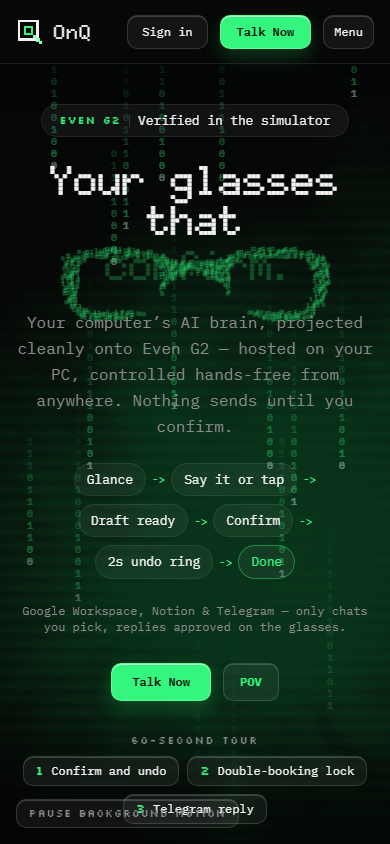 OnQ
Sign in
Talk Now
Menu
EVEN G2 Verified in the simulator
Your glasses
that
confirm.
Your computer’s AI brain, projected
cleanly onto Even G2 — hosted on your
PC, controlled hands-free from
anywhere. Nothing sends until you
confirm.
Glance -> Say it or tap ->
Draft ready -> Confirm ->
2s undo ring -> Done
Google Workspace, Notion & Telegram — only chats
you pick, replies approved on the glasses.
Talk Now
POV
60-SECOND TOUR
1 Confirm and undo
2 Double-booking lock
3 Telegram reply
PAUSE BACKGROUND MOTION